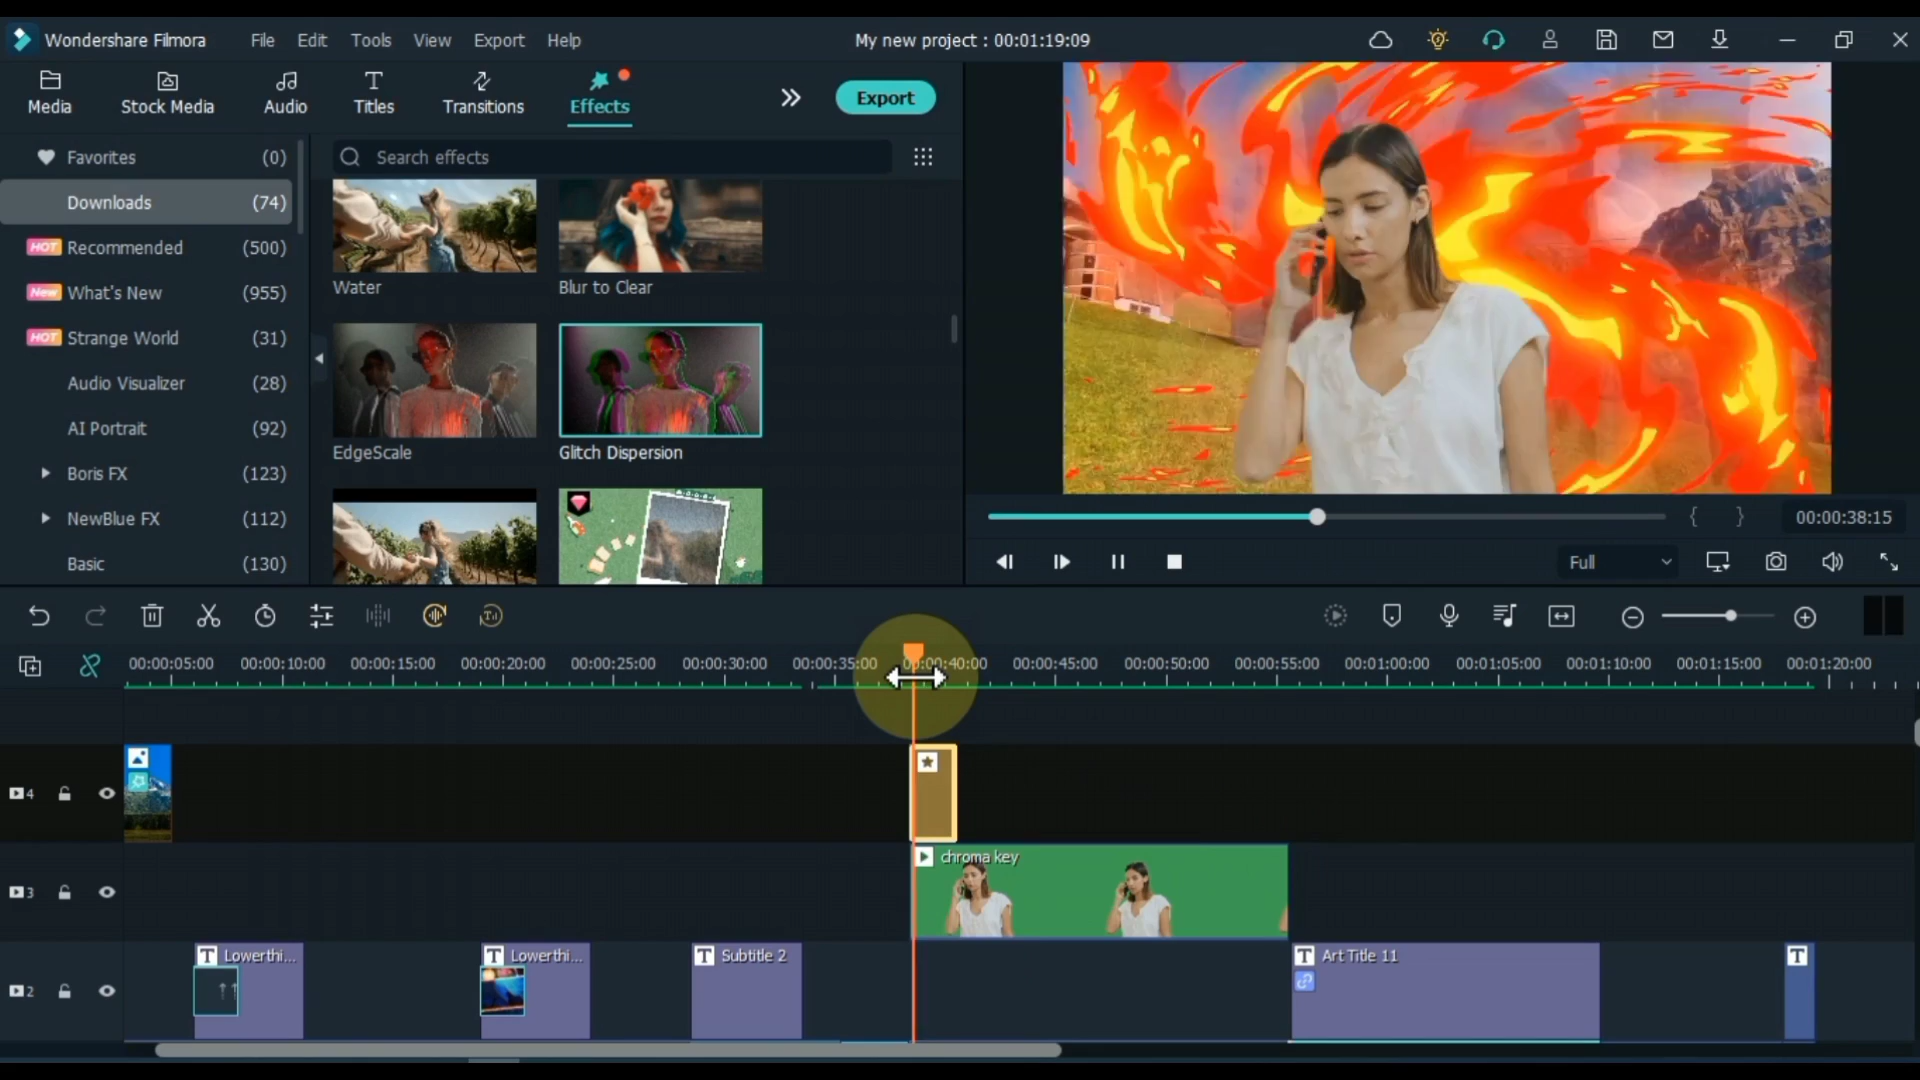 Wondershare Filmora File Edit Tools View Export Help My new project : 00:01:19:09
Media Stock Media Audio Titles Transitions Effects Export
Favorites (0)
Downloads (74)
HOT Recommended (500)
New What's New (955)
HOT Strange World (31)
Audio Visualizer (28)
AI Portrait (92)
Boris FX (123)
NewBlue FX (112)
Basic (130)
Search effects
Water Blur to Clear
EdgeScale Glitch Dispersion
{ } 00:00:38:15
Full
00:00:05:00 00:00:10:00 00:00:15:00 00:00:20:00 00:00:25:00 00:00:30:00 00:00:35:00 00:00:40:00 00:00:45:00 00:00:50:00 00:00:55:00 00:01:00:00 00:01:05:00 00:01:10:00 00:01:15:00 00:01:20:00
4
3 chroma key
2 T Lowerthi... T Lowerthi... T Subtitle 2 T Art Title 11 T